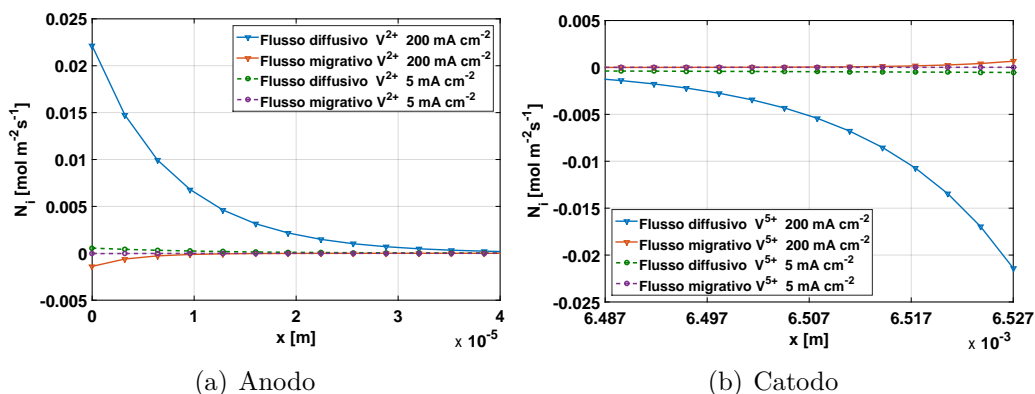 0.025
0.02
0.015
0.01
0.005
0
-0.005
N_i [mol m^-2 s^-1]
Flusso diffusivo V^2+ 200 mA cm^-2
Flusso migrativo V^2+ 200 mA cm^-2
Flusso diffusivo V^2+ 5 mA cm^-2
Flusso migrativo V^2+ 5 mA cm^-2
0 1 2 3 4
x [m]
× 10^-5
(a) Anodo
0.005
0
-0.005
-0.01
-0.015
-0.02
-0.025
N_i [mol m^-2 s^-1]
Flusso diffusivo V^5+ 200 mA cm^-2
Flusso migrativo V^5+ 200 mA cm^-2
Flusso diffusivo V^5+ 5 mA cm^-2
Flusso migrativo V^5+ 5 mA cm^-2
6.487 6.497 6.507 6.517 6.527
x [m]
× 10^-3
(b) Catodo